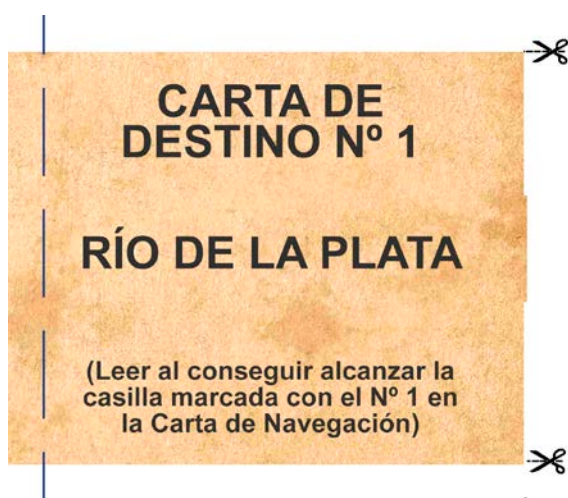 CARTA DE
DESTINO Nº 1
RÍO DE LA PLATA
(Leer al conseguir alcanzar la
casilla marcada con el Nº 1 en
la Carta de Navegación)